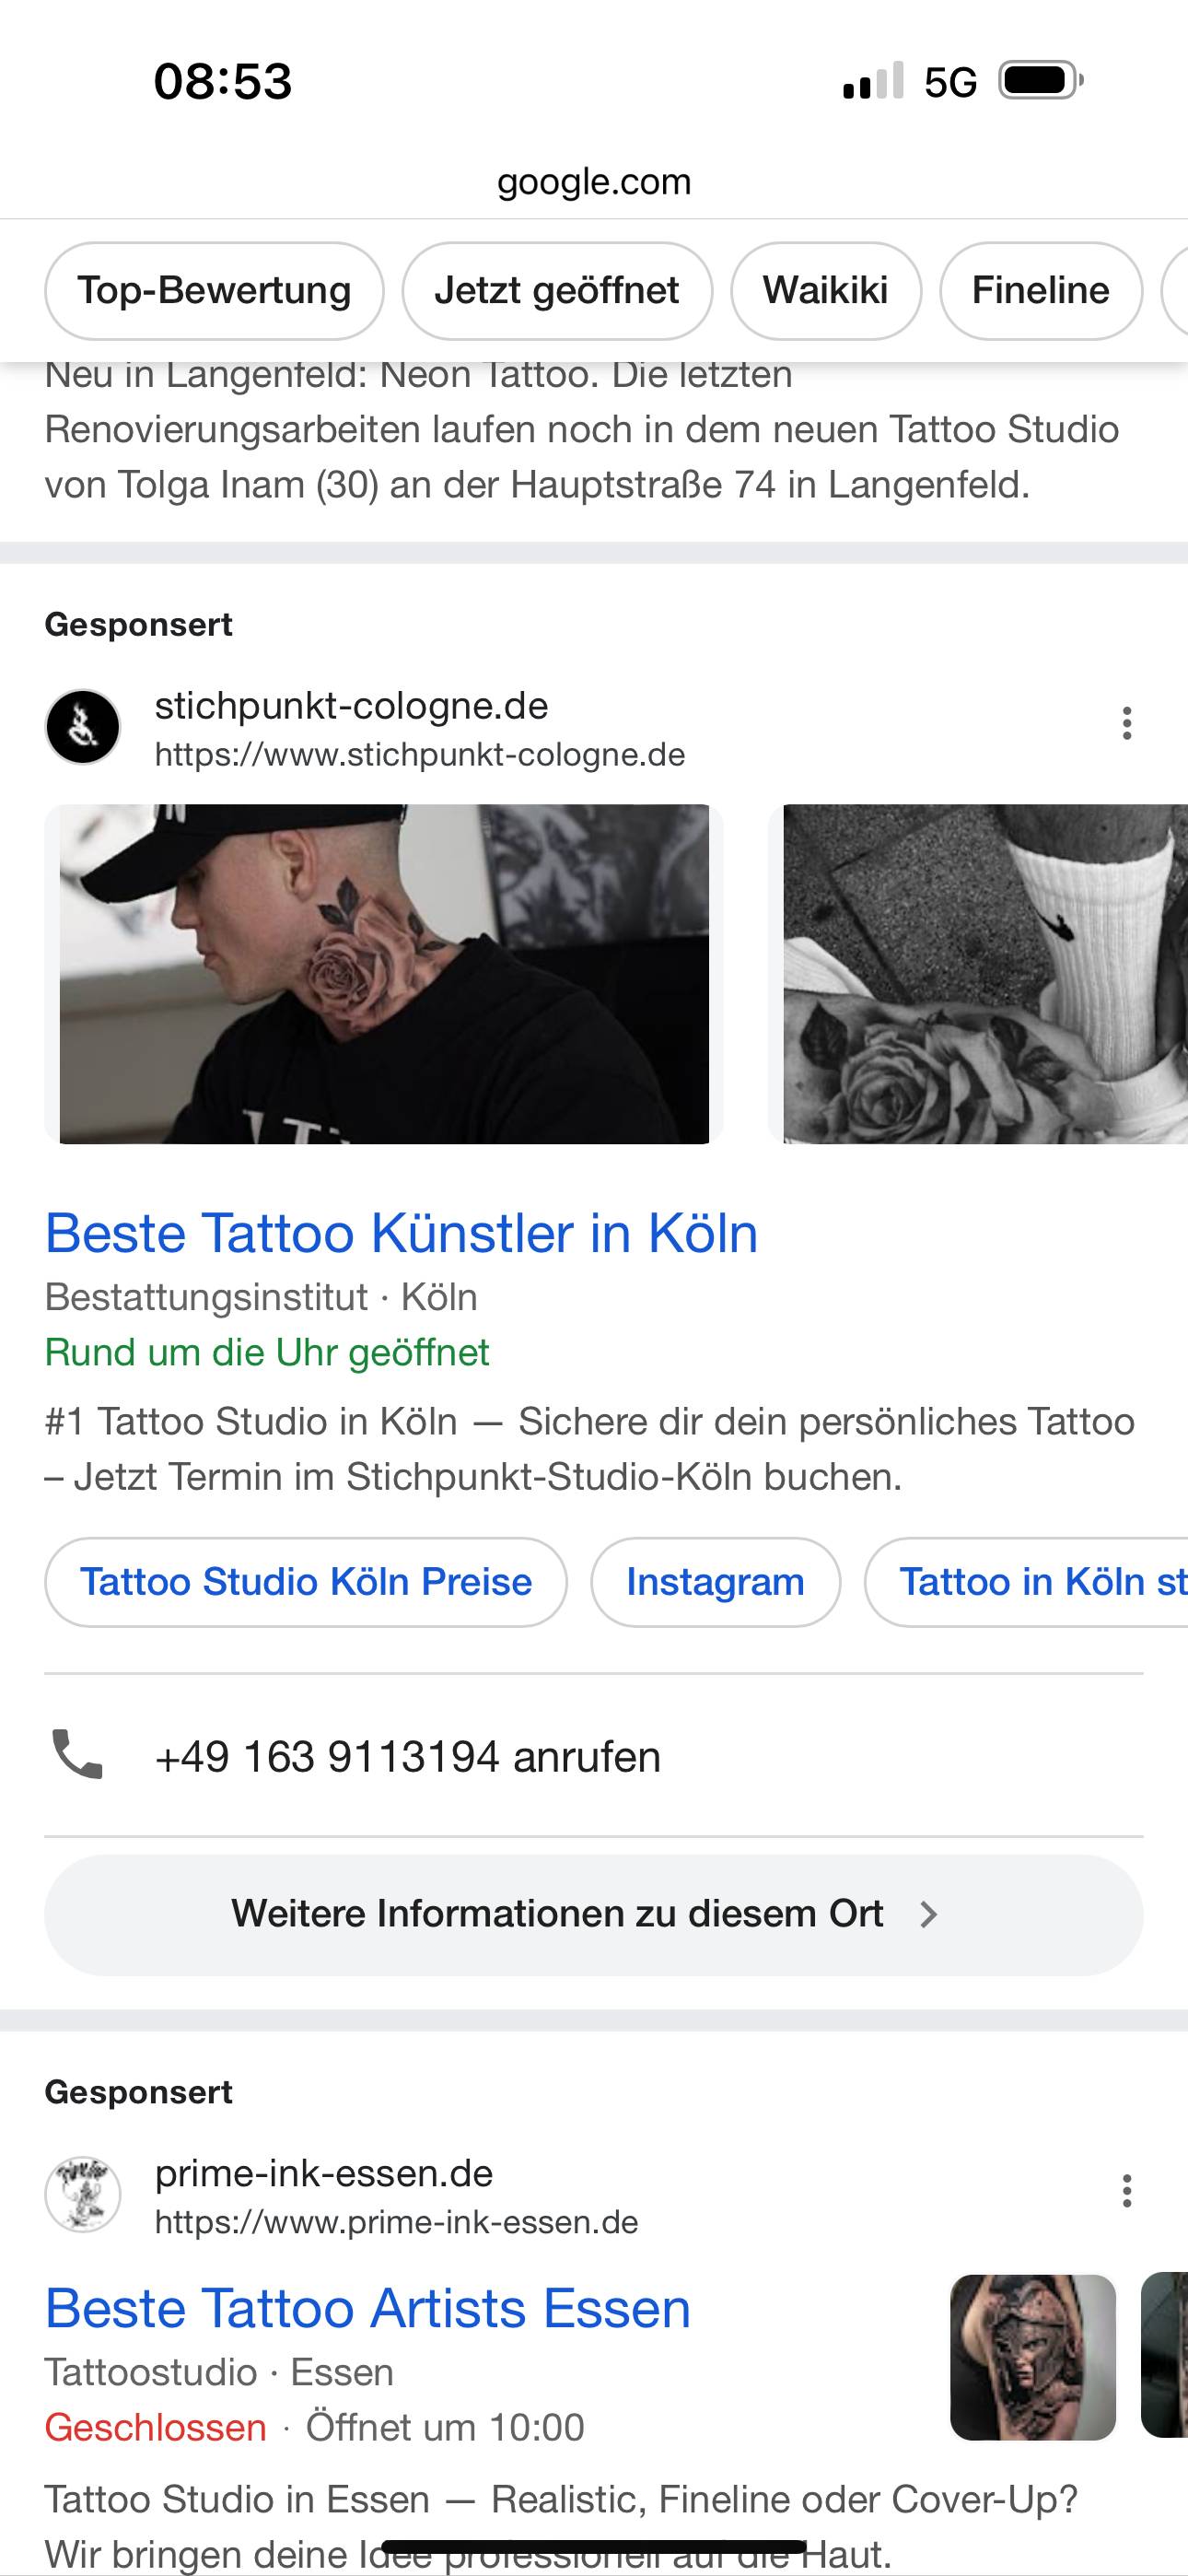 08:53
5G
google.com
Top-Bewertung
Jetzt geöffnet
Waikiki
Fineline
Neu in Langenfeld: Neon Tattoo. Die letzten
Renovierungsarbeiten laufen noch in dem neuen Tattoo Studio
von Tolga Inam (30) an der Hauptstraße 74 in Langenfeld.
Gesponsert
stichpunkt-cologne.de
https://www.stichpunkt-cologne.de
Beste Tattoo Künstler in Köln
Bestattungsinstitut · Köln
Rund um die Uhr geöffnet
#1 Tattoo Studio in Köln — Sichere dir dein persönliches Tattoo
– Jetzt Termin im Stichpunkt-Studio-Köln buchen.
Tattoo Studio Köln Preise
Instagram
Tattoo in Köln st
+49 163 9113194 anrufen
Weitere Informationen zu diesem Ort
Gesponsert
prime-ink-essen.de
https://www.prime-ink-essen.de
Beste Tattoo Artists Essen
Tattoostudio · Essen
Geschlossen · Öffnet um 10:00
Tattoo Studio in Essen — Realistic, Fineline oder Cover-Up?
Wir bringen deine Idee professionell auf die Haut.